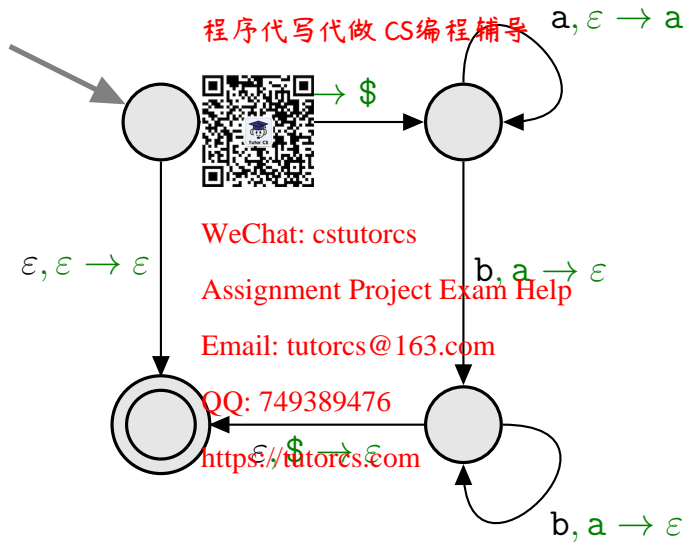 程序代写代做 CS编程辅导
a, ε → a
→ $
WeChat: cstutorcs
ε, ε → ε
b, a → ε
Assignment Project Exam Help
Email: tutorcs@163.com
QQ: 749389476
ε, $ → ε
https://tutorcs.com
b, a → ε